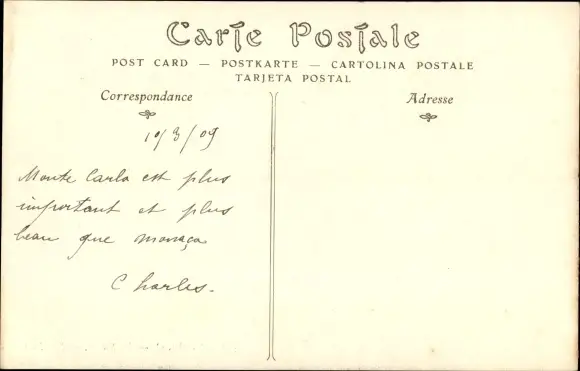 Carte Postale
POST CARD — POSTKARTE — CARTOLINA POSTALE
TARJETA POSTAL
Correspondance
Adresse
10/3/09
Monte Carlo est plus
important et plus
beau que monaço
Charles.